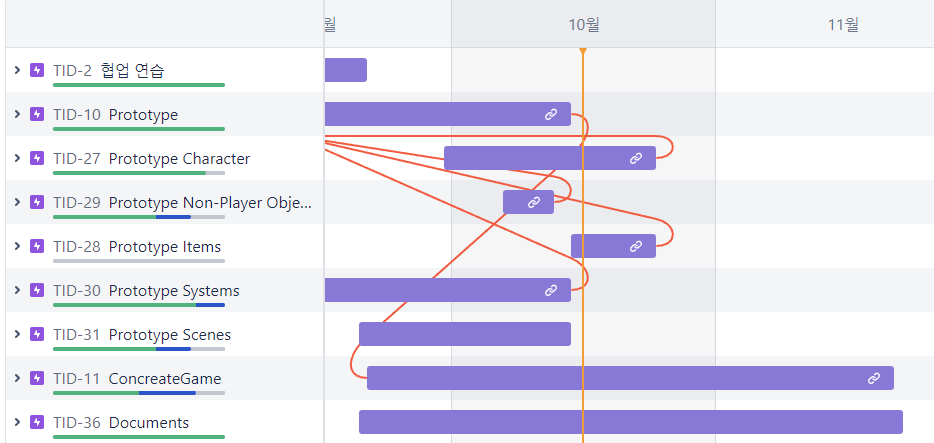 월
10월
11월
TID-2 협업 연습
TID-10 Prototype
TID-27 Prototype Character
TID-29 Prototype Non-Player Obje...
TID-28 Prototype Items
TID-30 Prototype Systems
TID-31 Prototype Scenes
TID-11 ConcreateGame
TID-36 Documents